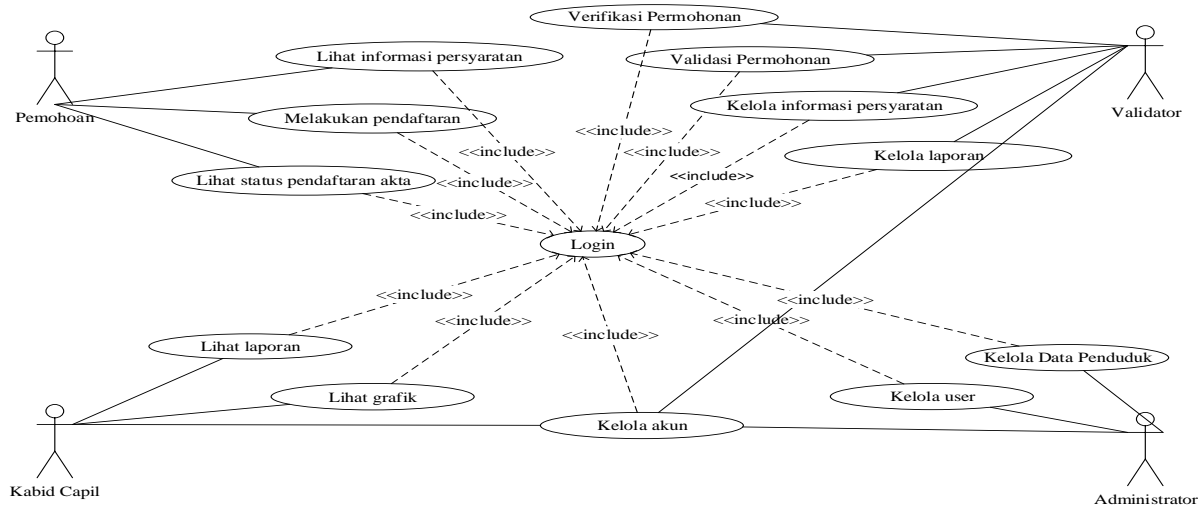 Verifikasi Permohonan
Lihat informasi persyaratan
Validasi Permohonan
Pemohoan
Melakukan pendaftaran
Kelola informasi persyaratan
Validator
<<include>>
<<include>>
<<include>>
Kelola laporan
Lihat status pendaftaran akta
<<include>>
<<include>>
<<include>>
<<include>>
Login
<<include>>
<<include>>
<<include>>
<<include>>
<<include>>
Lihat laporan
Kelola Data Penduduk
Lihat grafik
Kelola user
Kelola akun
Kabid Capil
Administrator